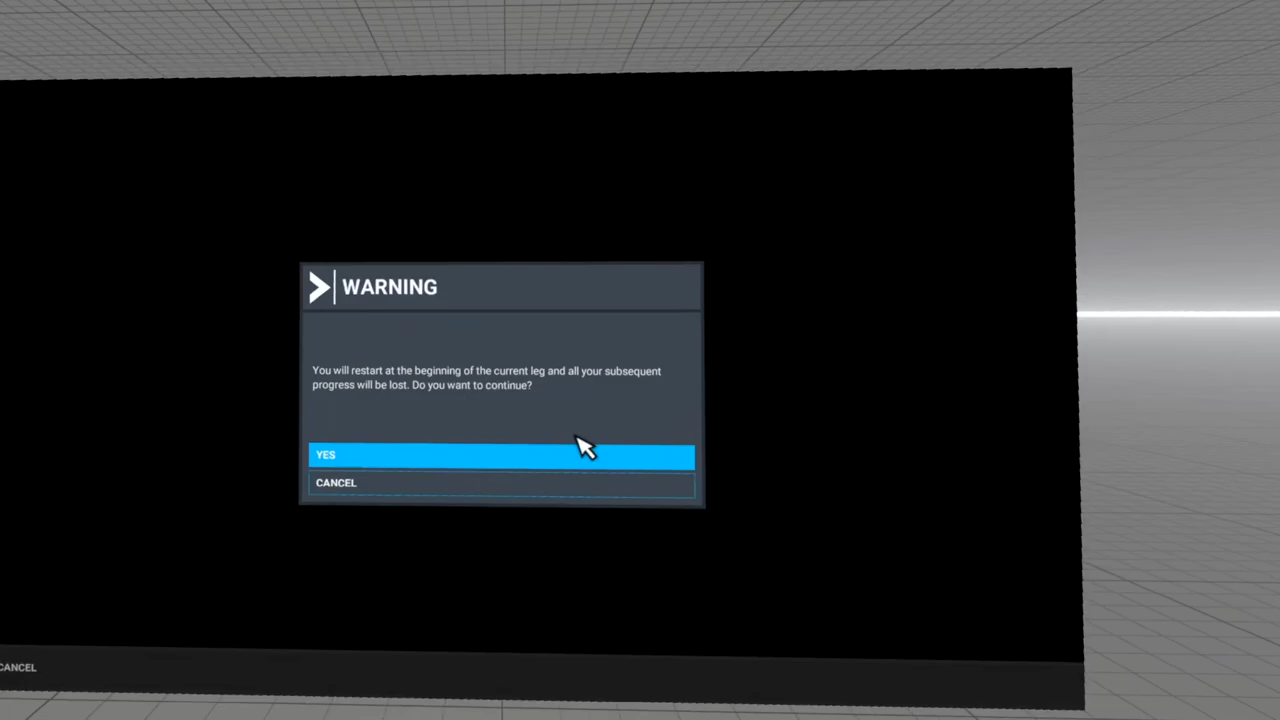 WARNING
You will restart at the beginning of the current leg and all your subsequent
progress will be lost. Do you want to continue?
YES
CANCEL
CANCEL